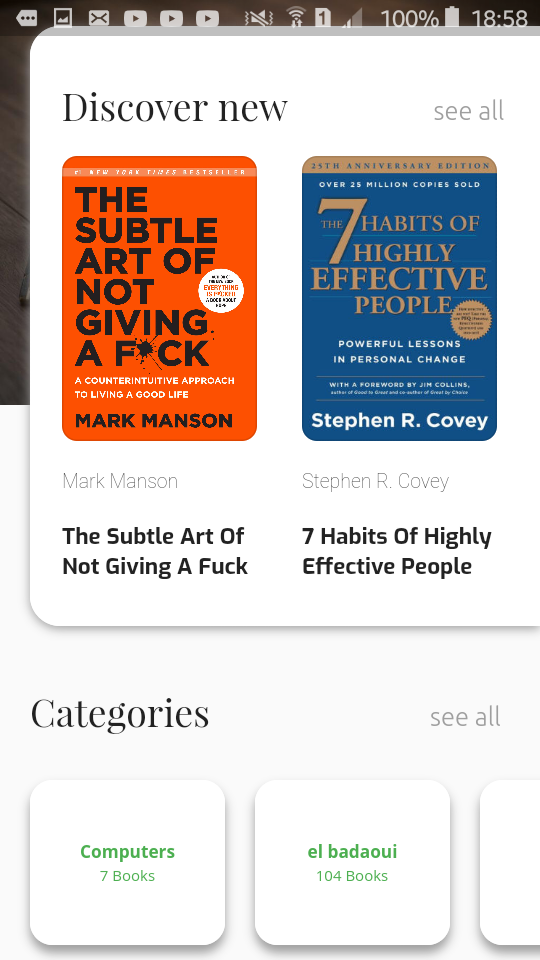 1 100% 18:58
Discover new see all
#1 NEW YORK TIMES BESTSELLER
THE
SUBTLE
ART OF
NOT
GIVING
A F CK
A COUNTERINTUITIVE APPROACH
TO LIVING A GOOD LIFE
MARK MANSON
25TH ANNIVERSARY EDITION
OVER 25 MILLION COPIES SOLD
THE 7 HABITS OF
HIGHLY
EFFECTIVE
PEOPLE
POWERFUL LESSONS
IN PERSONAL CHANGE
WITH A FOREWORD BY JIM COLLINS,
author of Good to Great and co-author of Great by Choice
Stephen R. Covey
Mark Manson
The Subtle Art Of
Not Giving A Fuck
Stephen R. Covey
7 Habits Of Highly
Effective People
Categories see all
Computers
7 Books
el badaoui
104 Books